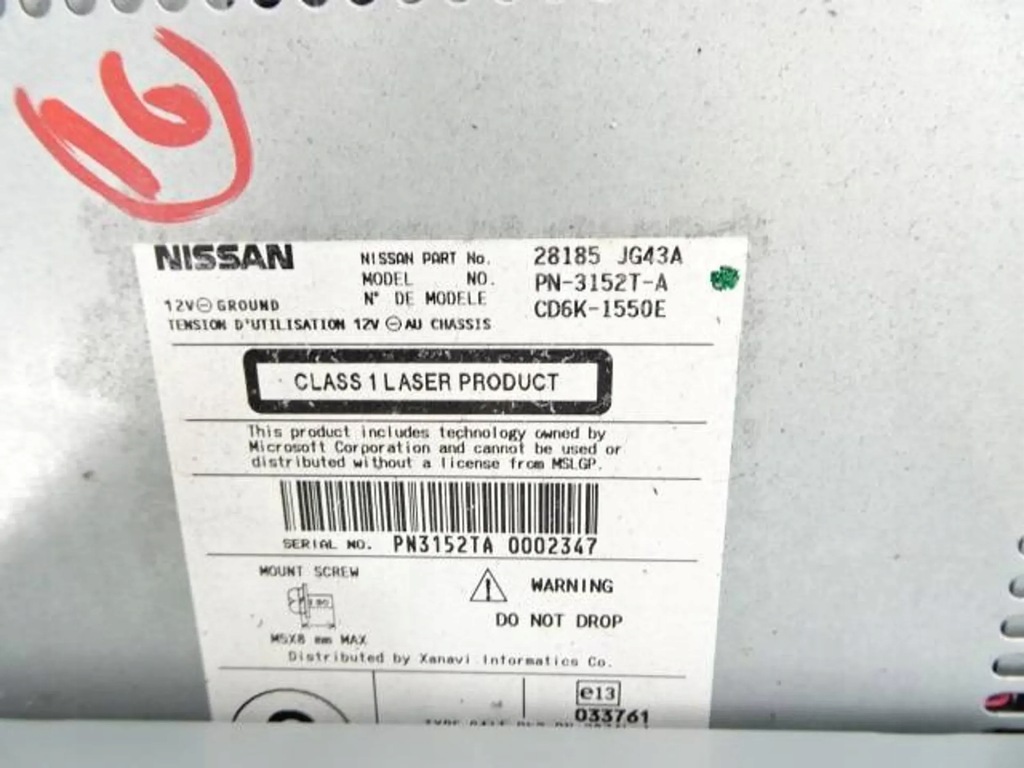 16
NISSAN NISSAN PART No. 28185 JG43A
MODEL NO. PN-3152T-A
N° DE MODELE CD6K-1550E
12V⊖GROUND
TENSION D'UTILISATION 12V ⊖AU CHASSIS
CLASS 1 LASER PRODUCT
This product includes technology owned by
Microsoft Corporation and cannot be used or
distributed without a license from MSLGP.
SERIAL NO. PN3152TA 0002347
MOUNT SCREW
WARNING
DO NOT DROP
M5X8 mm MAX
Distributed by Xanavi Informatics Co.
e13
033761